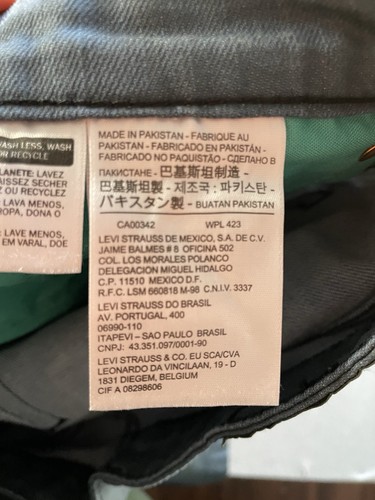 WASH LESS, WASH
OR RECYCLE
PLANETE: LAVEZ
LAISSEZ SECHER
Z OU RECYCLEZ
LAVE MENOS,
ROPA, DONA O
: LAVE MENOS,
EM VARAL, DOE
MADE IN PAKISTAN - FABRIQUE AU
PAKISTAN - FABRICADO EN PAKISTÁN -
FABRICADO NO PAQUISTÃO - СДЕЛАНО В
ПАКИСТАНЕ - 巴基斯坦制造 -
巴基斯坦製 - 제조국 : 파키스탄 -
パキスタン製 - BUATAN PAKISTAN
CA00342 WPL 423
LEVI STRAUSS DE MEXICO, S.A. DE C.V.
JAIME BALMES # 8 OFICINA 502
COL. LOS MORALES POLANCO
DELEGACION MIGUEL HIDALGO
C.P. 11510 MEXICO D.F.
R.F.C. LSM 660818 M-98 C.N.I.V. 3337
LEVI STRAUSS DO BRASIL
AV. PORTUGAL, 400
06990-110
ITAPEVI – SAO PAULO BRASIL
CNPJ: 43.351.097/0001-90
LEVI STRAUSS & CO. EU SCA/CVA
LEONARDO DA VINCILAAN, 19 - D
1831 DIEGEM, BELGIUM
CIF A 08298606